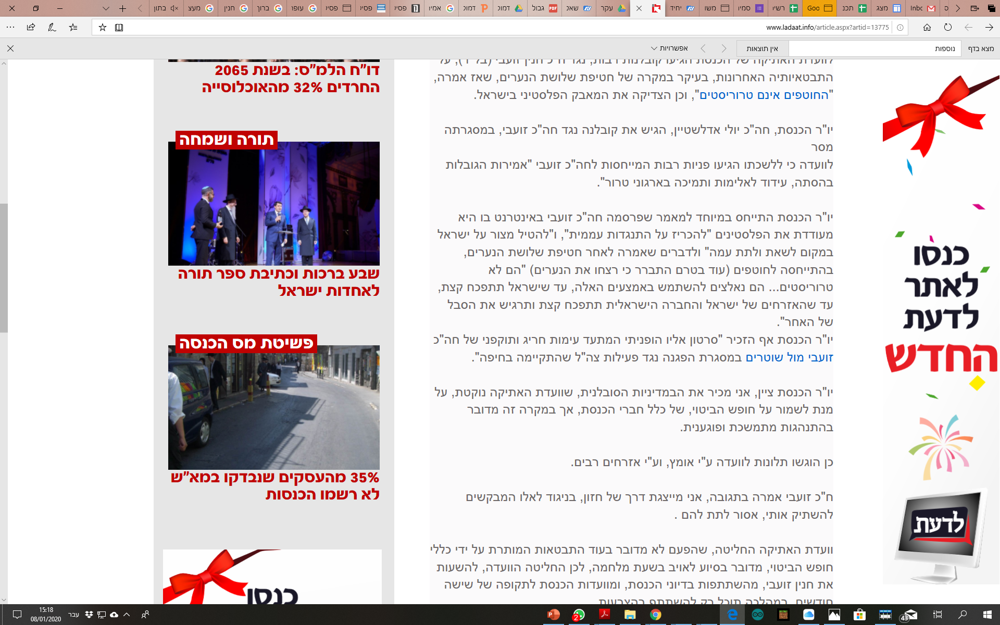 בתון
מעצ
חנין
ברוך
עופר
פסי
פסי
פסי
אמיו
דמוק
דמוק
גבול
שאכ
עקר
יחיד
משו
סמיו
רשיו
Goo
תכנ
מצג
Inbc
www.ladaat.info/article.aspx?artid=13775
מצא בדף
נוספות
אין תוצאות
אפשרויות
התבטאויותיה האחרונות, בעיקר במקרה של חטיפת שלושת הנערים, שאז אמרה,
"החוטפים אינם טרוריסטים", וכן הצדיקה את המאבק הפלסטיני בישראל.
יו"ר הכנסת, חה"כ יולי אדלשטיין, הגיש את קובלנה נגד חה"כ זועבי, במסגרתה
מסר
לוועדה כי ללשכתו הגיעו פניות רבות המייחסות לחה"כ זועבי "אמירות הגובלות
בהסתה, עידוד לאלימות ותמיכה בארגוני טרור".
יו"ר הכנסת התייחס במיוחד למאמר שפרסמה חה"כ זועבי באינטרנט בו היא
מעודדת את הפלסטינים "להכריז על התנגדות עממית", ו"להטיל מצור על ישראל
במקום לשאת ולתת עמה" ולדברים שאמרה לאחר חטיפת שלושת הנערים,
בהתייחסה לחוטפים (עוד בטרם התברר כי רצחו את הנערים) "הם לא
טרוריסטים... הם נאלצים להשתמש באמצעים האלה, עד שישראל תתפכח קצת,
עד שהאזרחים של ישראל והחברה הישראלית תתפכח קצת ותרגיש את הסבל
של האחר".
יו"ר הכנסת אף הזכיר "סרטון אליו הופניתי המתעד עימות חריג ותוקפני של חה"כ
זועבי מול שוטרים במסגרת הפגנה נגד פעילות צה"ל שהתקיימה בחיפה".
יו"ר הכנסת ציין, אני מכיר את הבמדיניות הסובלנית, שוועדת האתיקה נוקטת, על
מנת לשמור על חופש הביטוי, של כלל חברי הכנסת, אך במקרה זה מדובר
בהתנהגות מתמשכת ופוגענית.
כן הוגשו תלונות לוועדה ע"י אומץ, וע"י אזרחים רבים.
ח"כ זועבי אמרה בתגובה, אני מייצגת דרך של חזון, בניגוד לאלו המבקשים
להשתיק אותי, אסור לתת להם .
וועדת האתיקה החליטה, שהפעם לא מדובר בעוד התבטאות המותרת על ידי כללי
חופש הביטוי, מדובר בסיוע לאויב בשעת מלחמה, לכן החליטה הוועדה, להשעות
את חנין זועבי, מהשתתפות בדיוני הכנסת, ומוועדות הכנסת לתקופה של שישה
חודשים, במהלכה תוכל רק להשתתף בהצבעות
דו"ח הלמ"ס: בשנת 2065
החרדים 32% מהאוכלוסייה
תורה ושמחה
שבע ברכות וכתיבת ספר תורה
לאחדות ישראל
פשיטת מס הכנסה
35% מהעסקים שנבדקו במא"ש
לא רשמו הכנסות
כנסו
כנסו
לאתר
לדעת
החדש
לדעת
15:18
08/01/2020
עבר
2
43